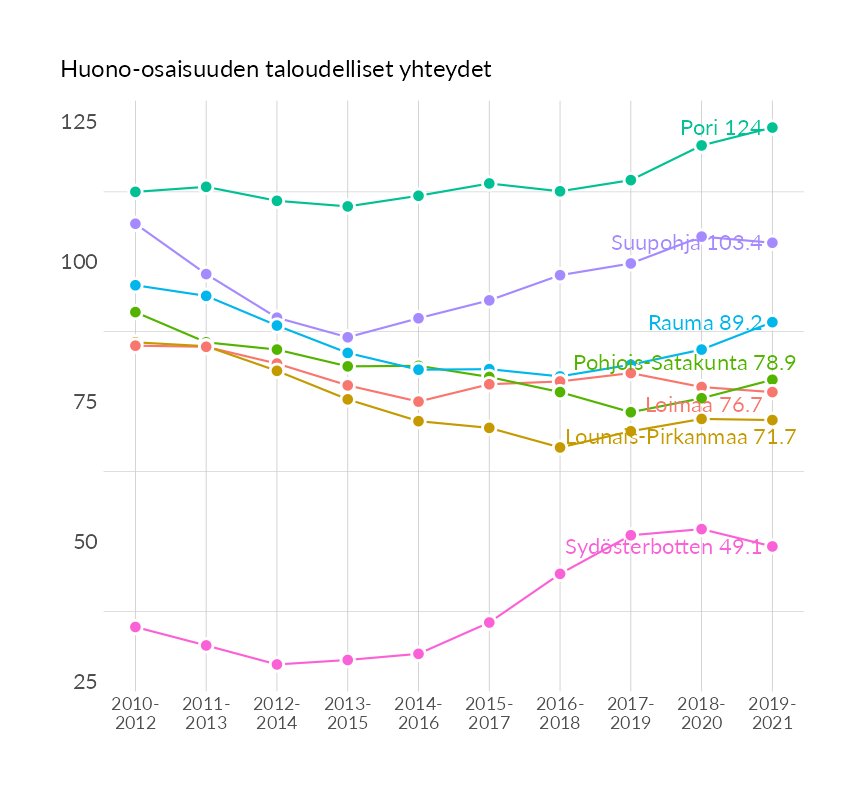 Huono-osaisuuden taloudelliset yhteydet
125
Pori 124
Suupohja 103.4
100
Rauma 89.2
Pohjois-Satakunta 78.9
75
Loimaa 76.7
Lounais-Pirkanmaa 71.7
50
Sydösterbotten 49.1
25
2010- 2011- 2012- 2013- 2014- 2015- 2016- 2017- 2018- 2019-
2012 2013 2014 2015 2016 2017 2018 2019 2020 2021